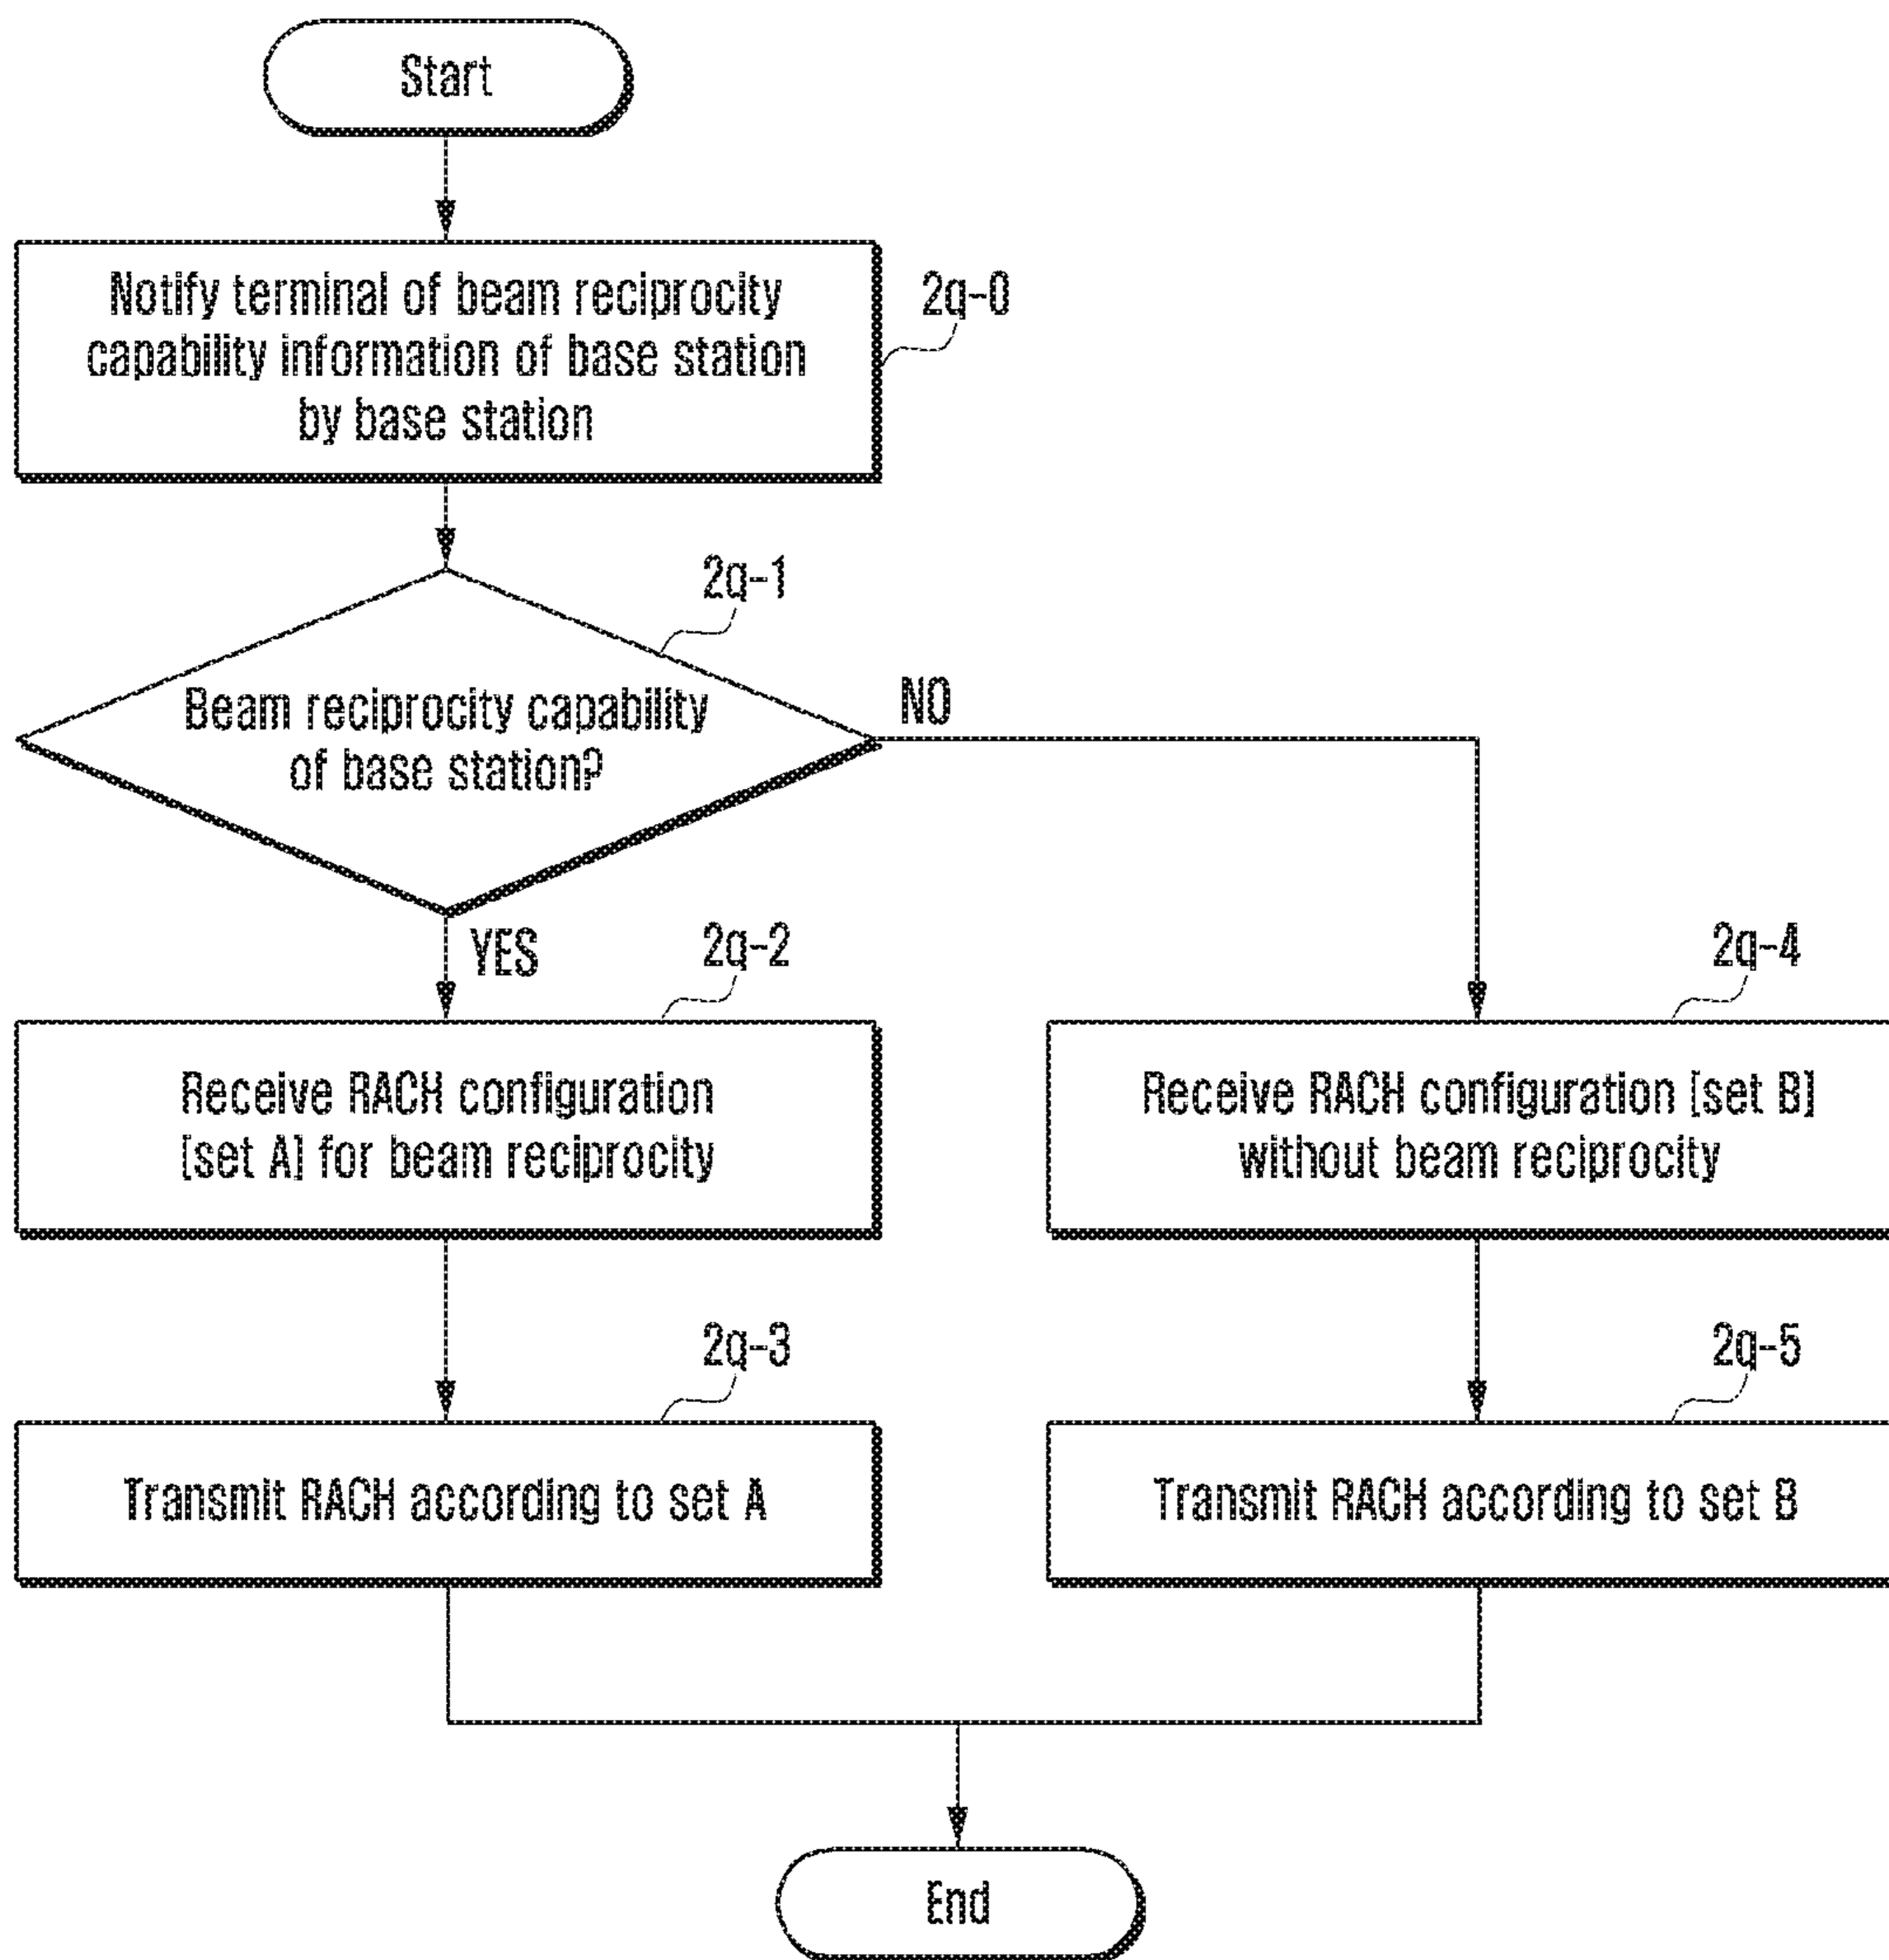 Start
Notify terminal of beam reciprocity
capability information of base station
by base station
2q-0
2q-1
Beam reciprocity capability
of base station?
NO
YES
2q-2
2q-4
Receive RACH configuration
[set A] for beam reciprocity
Receive RACH configuration [set B]
without beam reciprocity
2q-3
2q-5
Transmit RACH according to set A
Transmit RACH according to set B
End